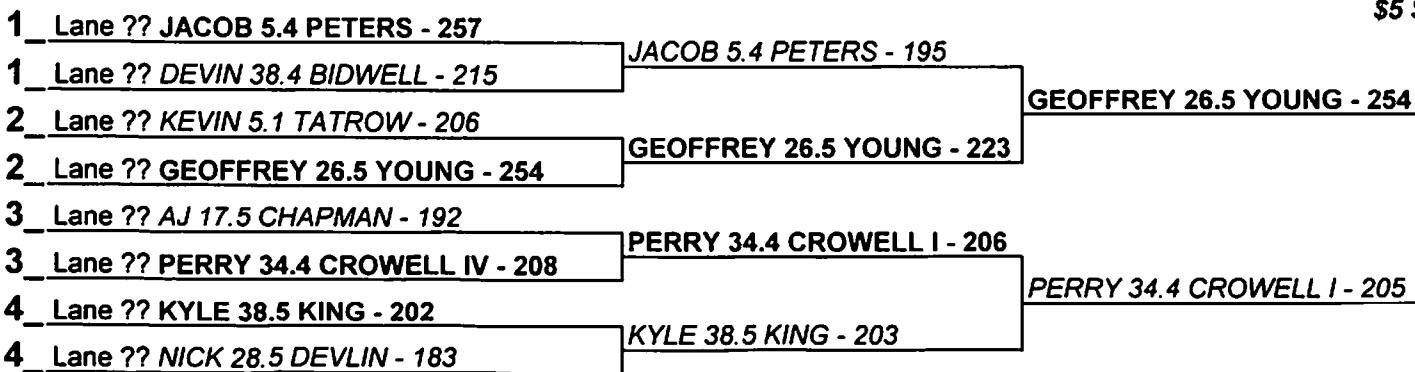 $5
1_ Lane ?? JACOB 5.4 PETERS - 257
JACOB 5.4 PETERS - 195
1_ Lane ?? DEVIN 38.4 BIDWELL - 215
GEOFFREY 26.5 YOUNG - 254
2_ Lane ?? KEVIN 5.1 TATROW - 206
GEOFFREY 26.5 YOUNG - 223
2_ Lane ?? GEOFFREY 26.5 YOUNG - 254
3_ Lane ?? AJ 17.5 CHAPMAN - 192
PERRY 34.4 CROWELL I - 206
3_ Lane ?? PERRY 34.4 CROWELL IV - 208
PERRY 34.4 CROWELL I - 205
4_ Lane ?? KYLE 38.5 KING - 202
KYLE 38.5 KING - 203
4_ Lane ?? NICK 28.5 DEVLIN - 183